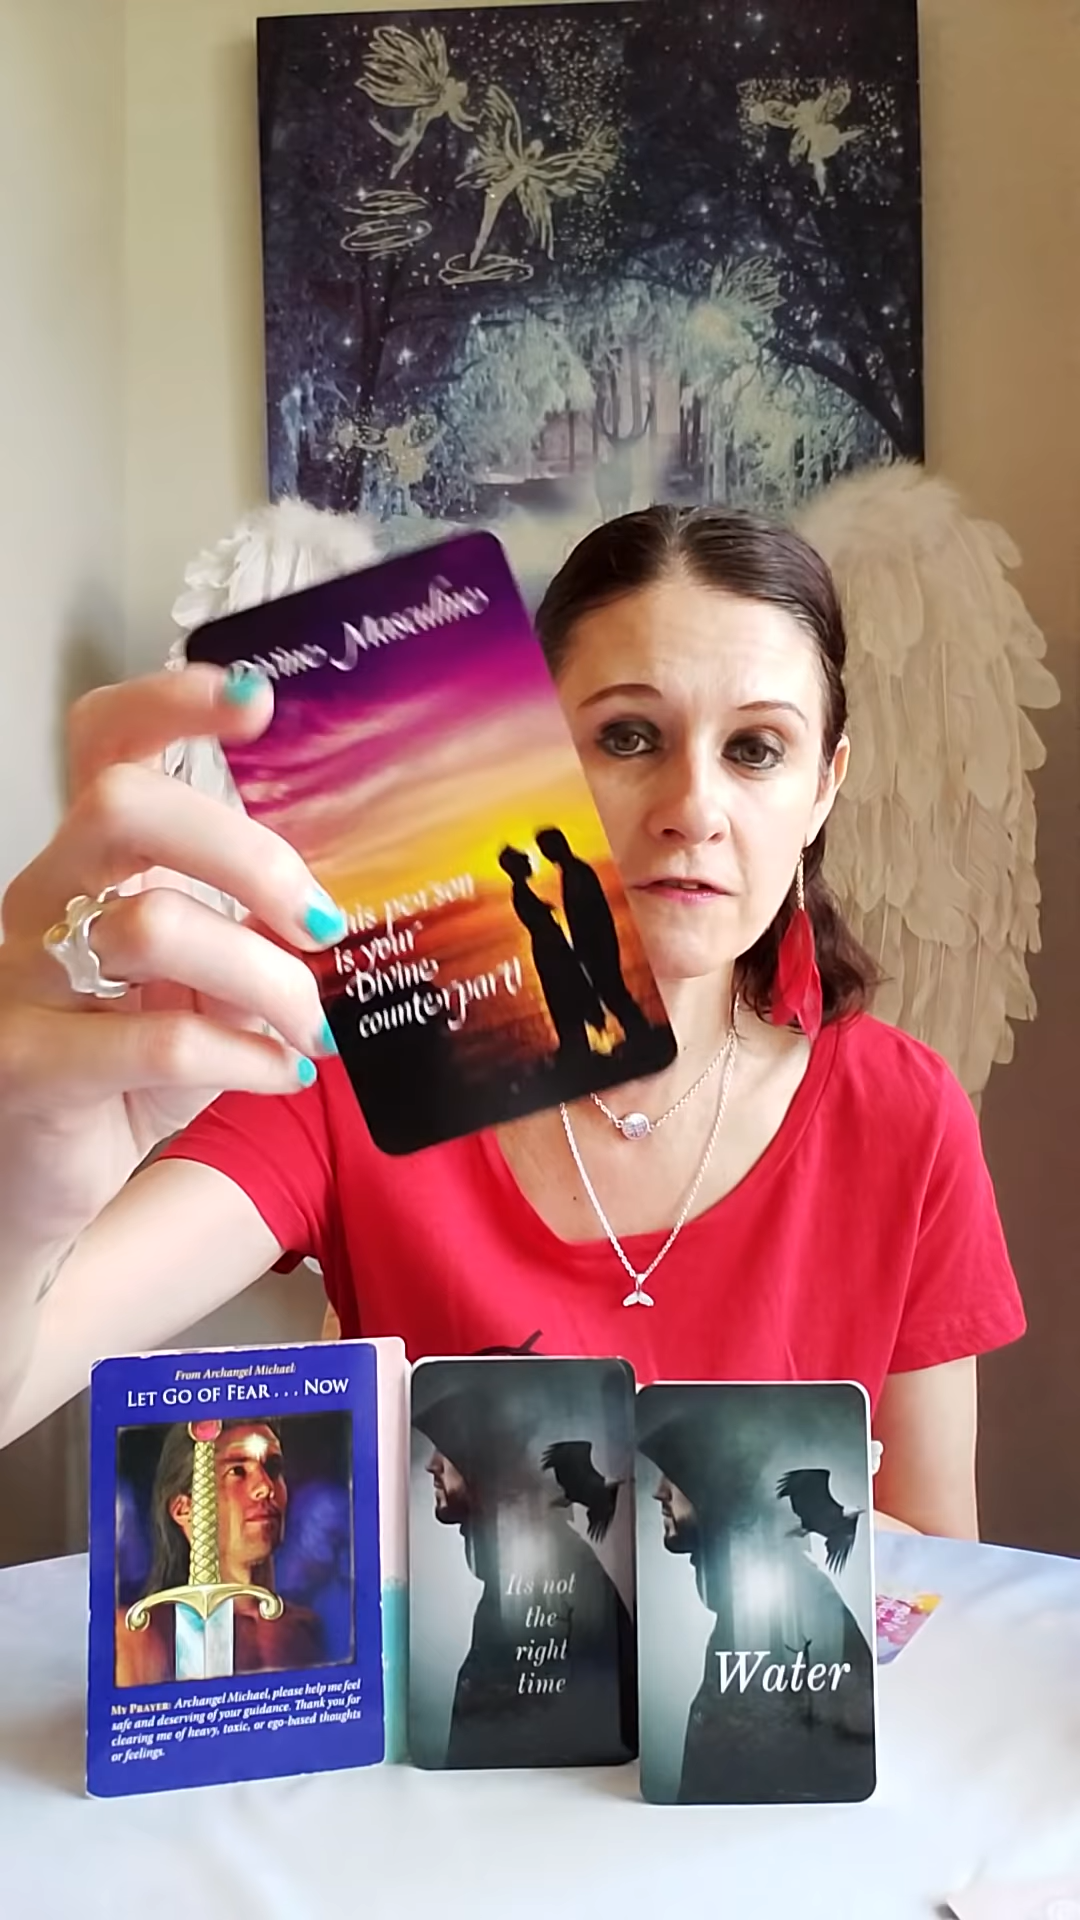 Divine Masculine
his person
is your
Divine
counterpart!
From Archangel Michael:
LET GO OF FEAR . . . NOW
MY PRAYER: Archangel Michael, please help me feel
safe and deserving of your guidance. Thank you for
clearing me of heavy, toxic, or ego-based thoughts
or feelings.
Its not
the
right
time
Water